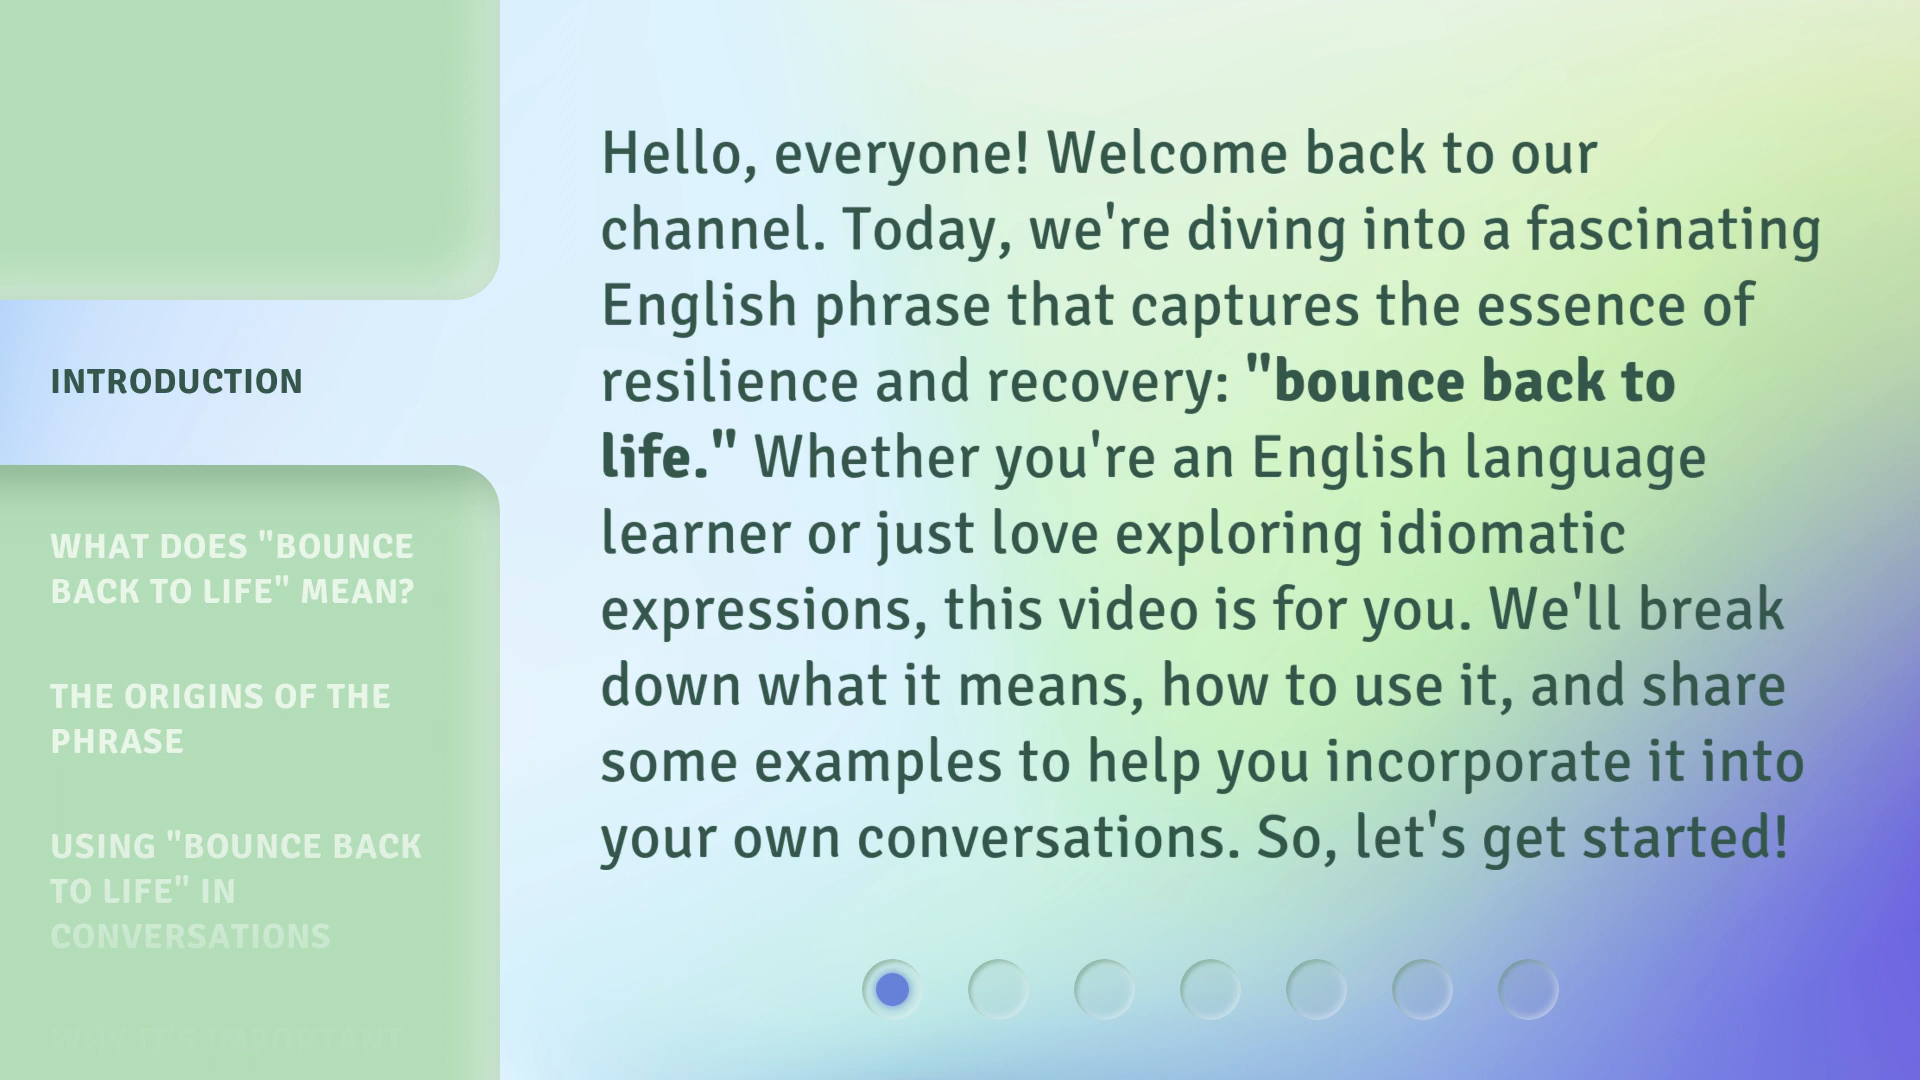 INTRODUCTION
WHAT DOES "BOUNCE
BACK TO LIFE" MEAN?
THE ORIGINS OF THE
PHRASE
USING "BOUNCE BACK
TO LIFE" IN
CONVERSATIONS
WHY IT'S IMPORTANT
Hello, everyone! Welcome back to our
channel. Today, we're diving into a fascinating
English phrase that captures the essence of
resilience and recovery: "bounce back to
life." Whether you're an English language
learner or just love exploring idiomatic
expressions, this video is for you. We'll break
down what it means, how to use it, and share
some examples to help you incorporate it into
your own conversations. So, let's get started!